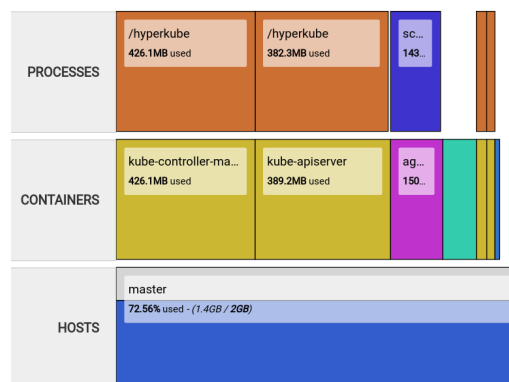 PROCESSES
/hyperkube
426.1MB used
/hyperkube
382.3MB used
sc...
143...
CONTAINERS
kube-controller-ma...
426.1MB used
kube-apiserver
389.2MB used
ag...
150...
HOSTS
master
72.56% used - (1.4GB / 2GB)